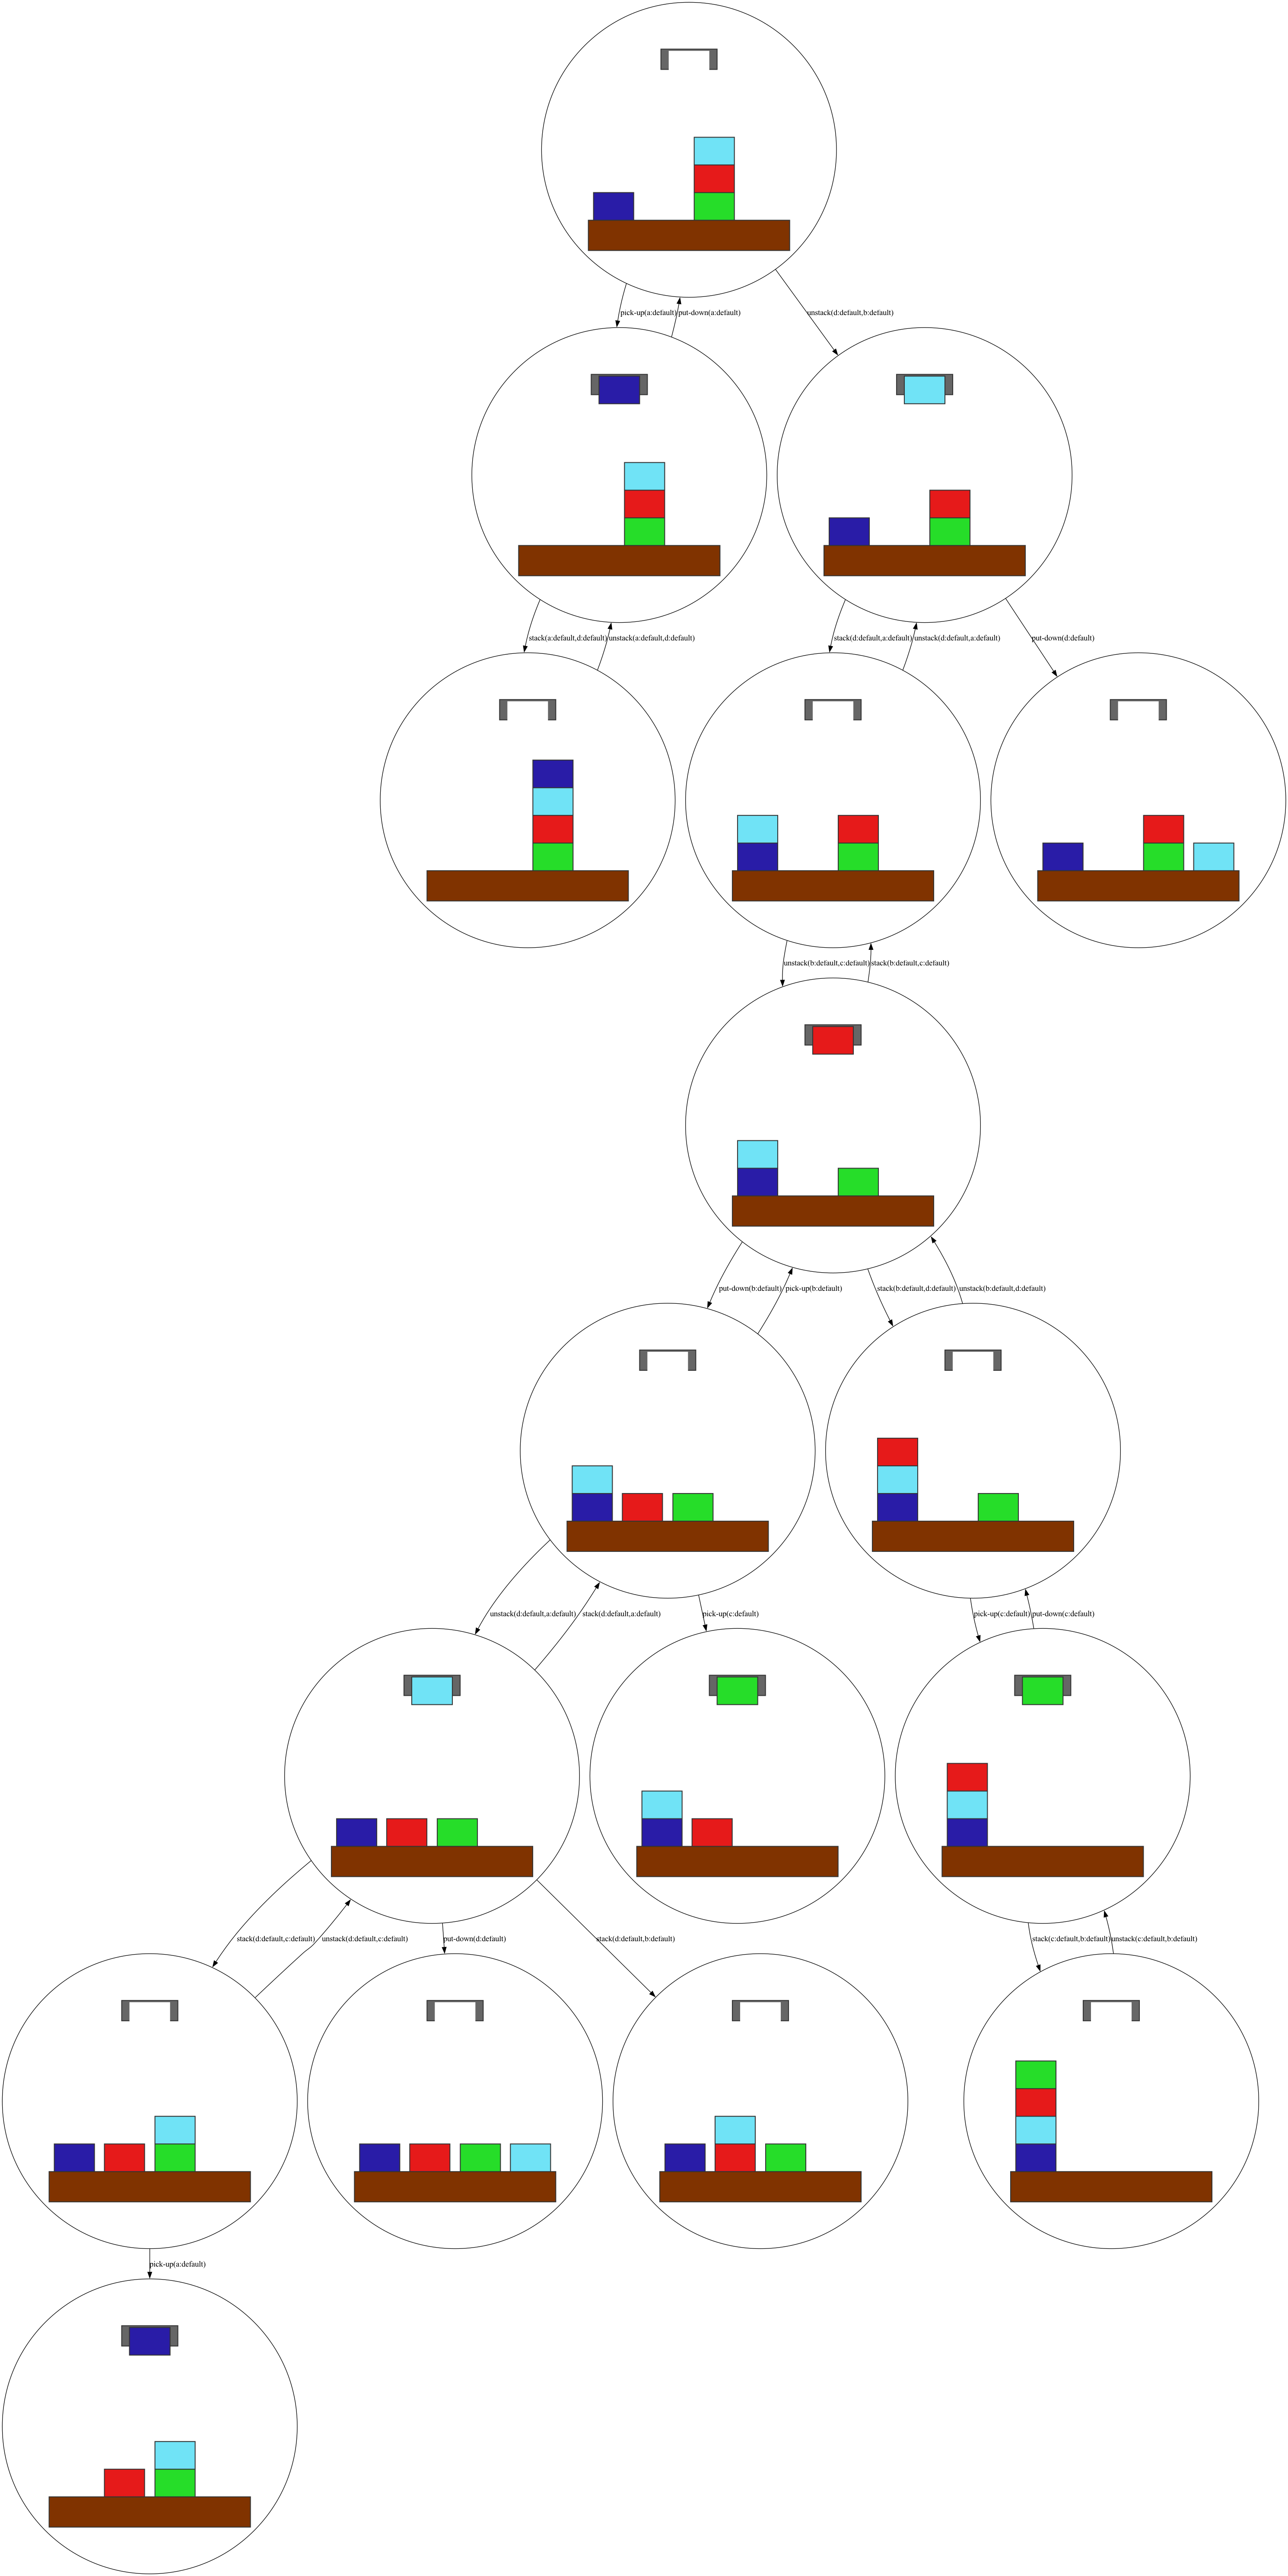 pick-up(a:default)
put-down(a:default)
unstack(d:default,b:default)
stack(a:default,d:default)
unstack(a:default,d:default)
stack(d:default,a:default)
unstack(d:default,a:default)
put-down(d:default)
unstack(b:default,c:default)
stack(b:default,c:default)
put-down(b:default)
pick-up(b:default)
stack(b:default,d:default)
unstack(b:default,d:default)
unstack(d:default,a:default)
stack(d:default,a:default)
pick-up(c:default)
pick-up(c:default)
put-down(c:default)
stack(d:default,c:default)
unstack(d:default,c:default)
put-down(d:default)
stack(d:default,b:default)
stack(c:default,b:default)
unstack(c:default,b:default)
pick-up(a:default)